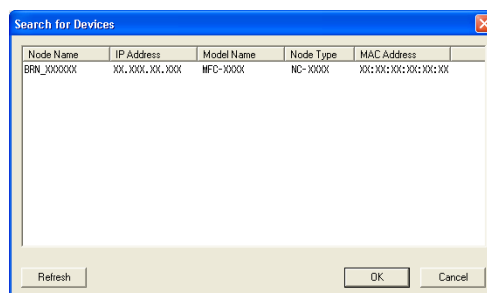 Search for Devices
Node Name IP Address Model Name Node Type MAC Address
BRN_XXXXXX XX.XXX.XX.XXX MFC-XXXX NC-XXXX XX:XX:XX:XX:XX:XX
Refresh OK Cancel